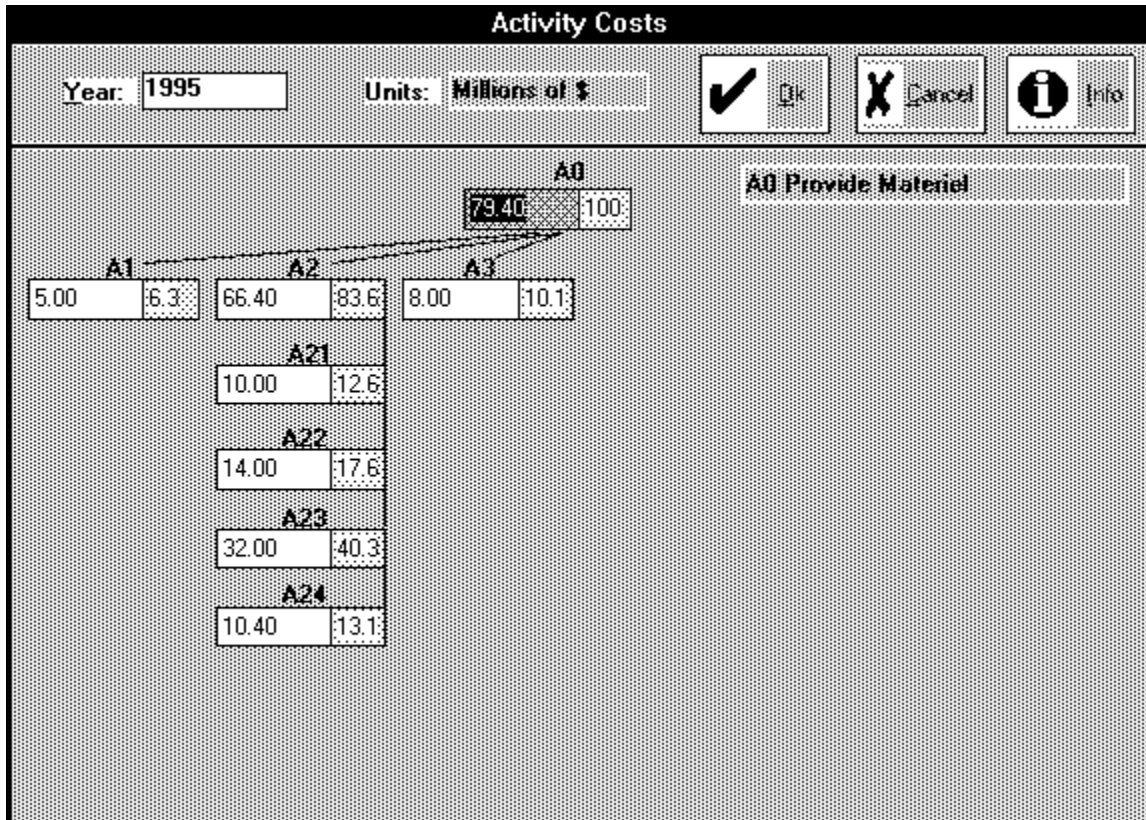 Activity Costs
Year: 1995 Units: Millions of $ Ok Cancel Info
A0 A0 Provide Materiel
79.40 100
A1 A2 A3
5.00 6.3 66.40 83.6 8.00 10.1
A21
10.00 12.6
A22
14.00 17.6
A23
32.00 40.3
A24
10.40 13.1